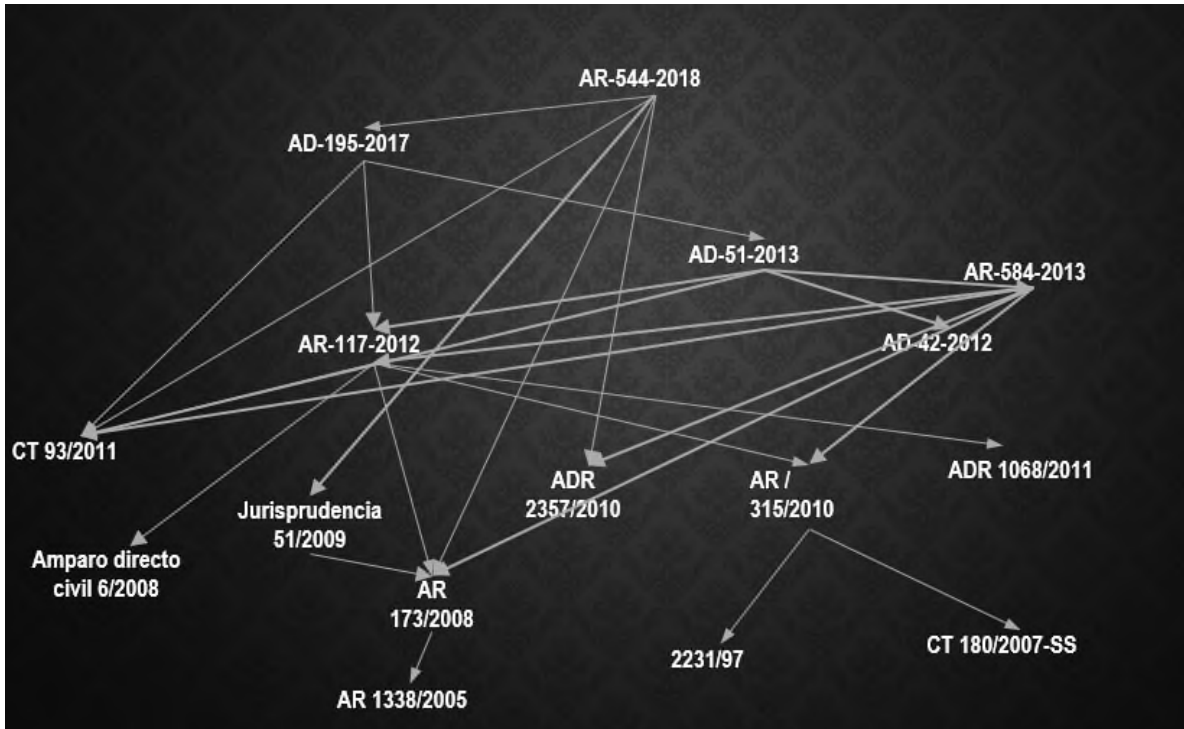 AR-544-2018
AD-195-2017
AD-51-2013
AR-584-2013
AR-117-2012
AD-42-2012
CT 93/2011
ADR
2357/2010
AR /
315/2010
ADR 1068/2011
Jurisprudencia
51/2009
Amparo directo
civil 6/2008
AR
173/2008
2231/97
CT 180/2007-SS
AR 1338/2005